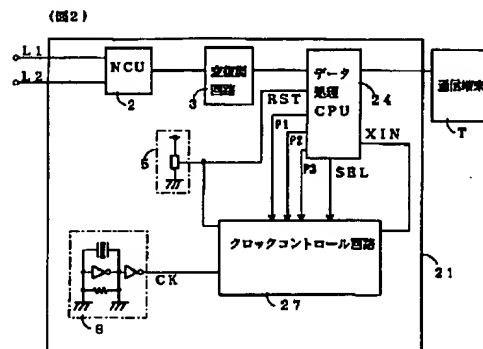 (図2)
L1
L2
NCU
2
変復調
回路
3
データ
処理
CPU
24
通信端末
T
RST
P1
P2
P3
SEL
XIN
5
クロックコントロール回路
27
21
CK
6